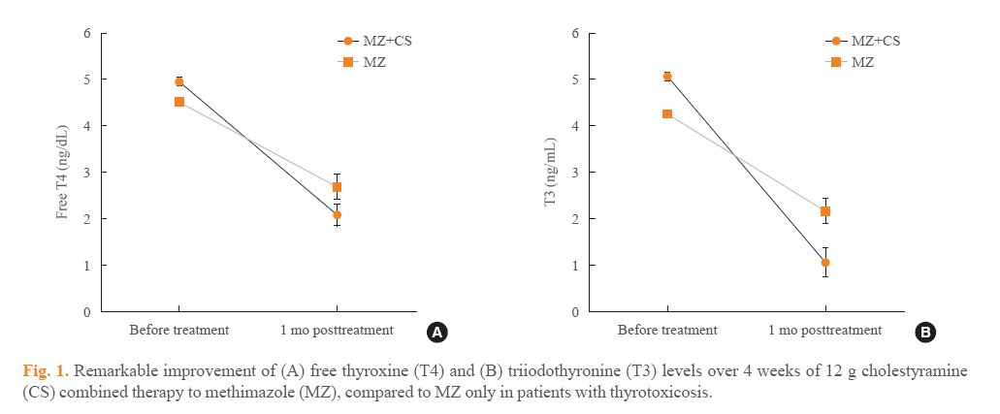 6
5
4
3
2
1
0
Free T4 (ng/dL)
MZ+CS
MZ
Before treatment
1 mo posttreatment
A
6
5
4
3
2
1
0
T3 (ng/mL)
MZ+CS
MZ
Before treatment
1 mo posttreatment
B
Fig. 1. Remarkable improvement of (A) free thyroxine (T4) and (B) triiodothyronine (T3) levels over 4 weeks of 12 g cholestyramine
(CS) combined therapy to methimazole (MZ), compared to MZ only in patients with thyrotoxicosis.